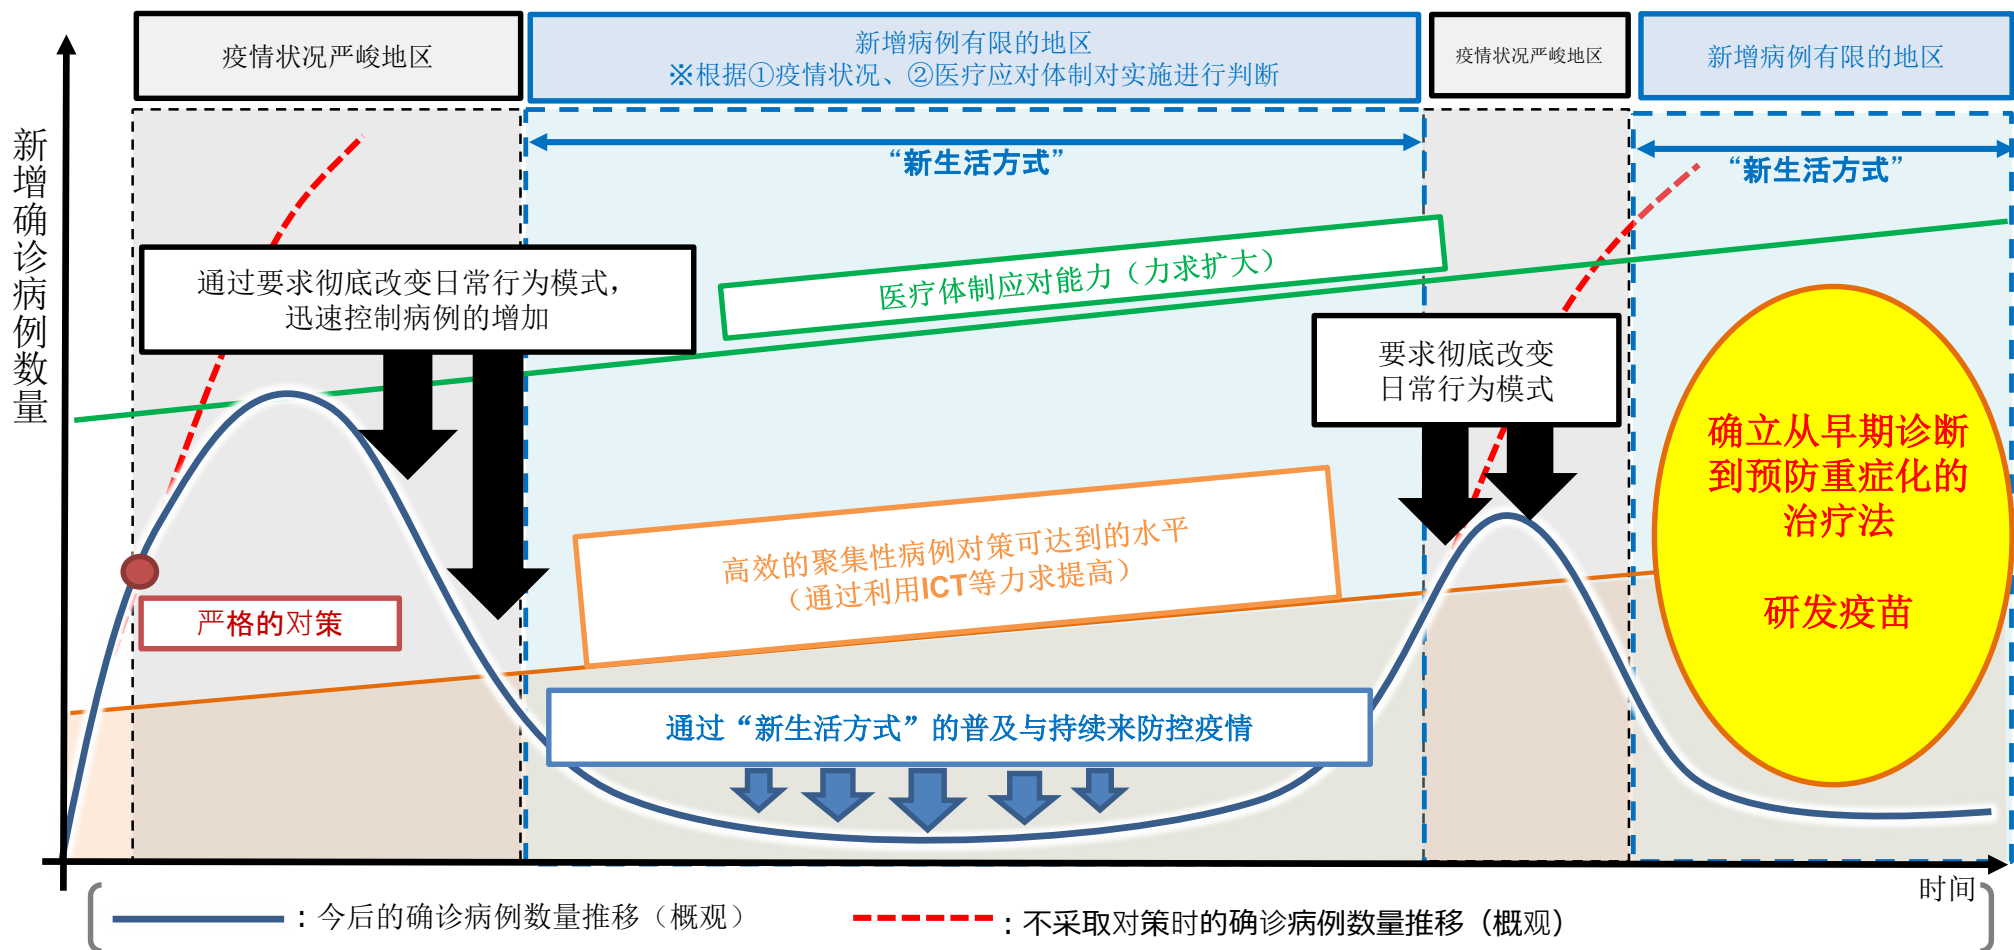 疫情状况严峻地区
新增病例有限的地区
※根据①疫情状况、②医疗应对体制对实施进行判断
疫情状况严峻地区
新增病例有限的地区
新增确诊病例数量
“新生活方式”
“新生活方式”
通过要求彻底改变日常行为模式，
迅速控制病例的增加
医疗体制应对能力（力求扩大）
要求彻底改变
日常行为模式
确立从早期诊断
到预防重症化的
治疗法
研发疫苗
高效的聚集性病例对策可达到的水平
（通过利用ICT等力求提高）
严格的对策
通过“新生活方式”的普及与持续来防控疫情
时间
：今后的确诊病例数量推移（概观）
：不采取对策时的确诊病例数量推移（概观）